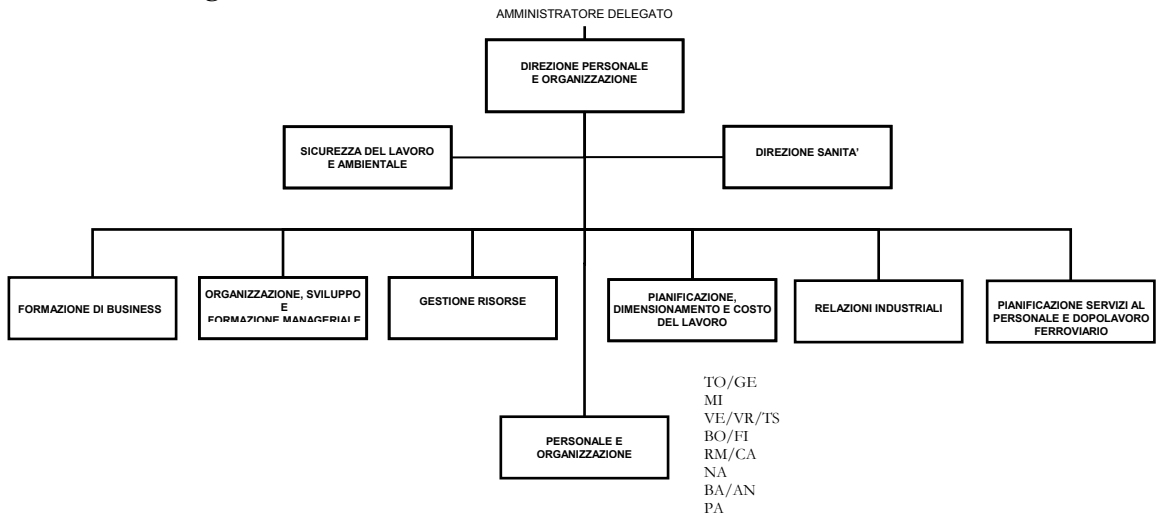 AMMINISTRATORE DELEGATO
DIREZIONE PERSONALE
E ORGANIZZAZIONE
SICUREZZA DEL LAVORO
E AMBIENTALE
DIREZIONE SANITA'
FORMAZIONE DI BUSINESS
ORGANIZZAZIONE, SVILUPPO
E
FORMAZIONE MANAGERIALE
GESTIONE RISORSE
PIANIFICAZIONE,
DIMENSIONAMENTO E COSTO
DEL LAVORO
RELAZIONI INDUSTRIALI
PIANIFICAZIONE SERVIZI AL
PERSONALE E DOPOLAVORO
FERROVIARIO
PERSONALE E
ORGANIZZAZIONE
TO/GE
MI
VE/VR/TS
BO/FI
RM/CA
NA
BA/AN
PA